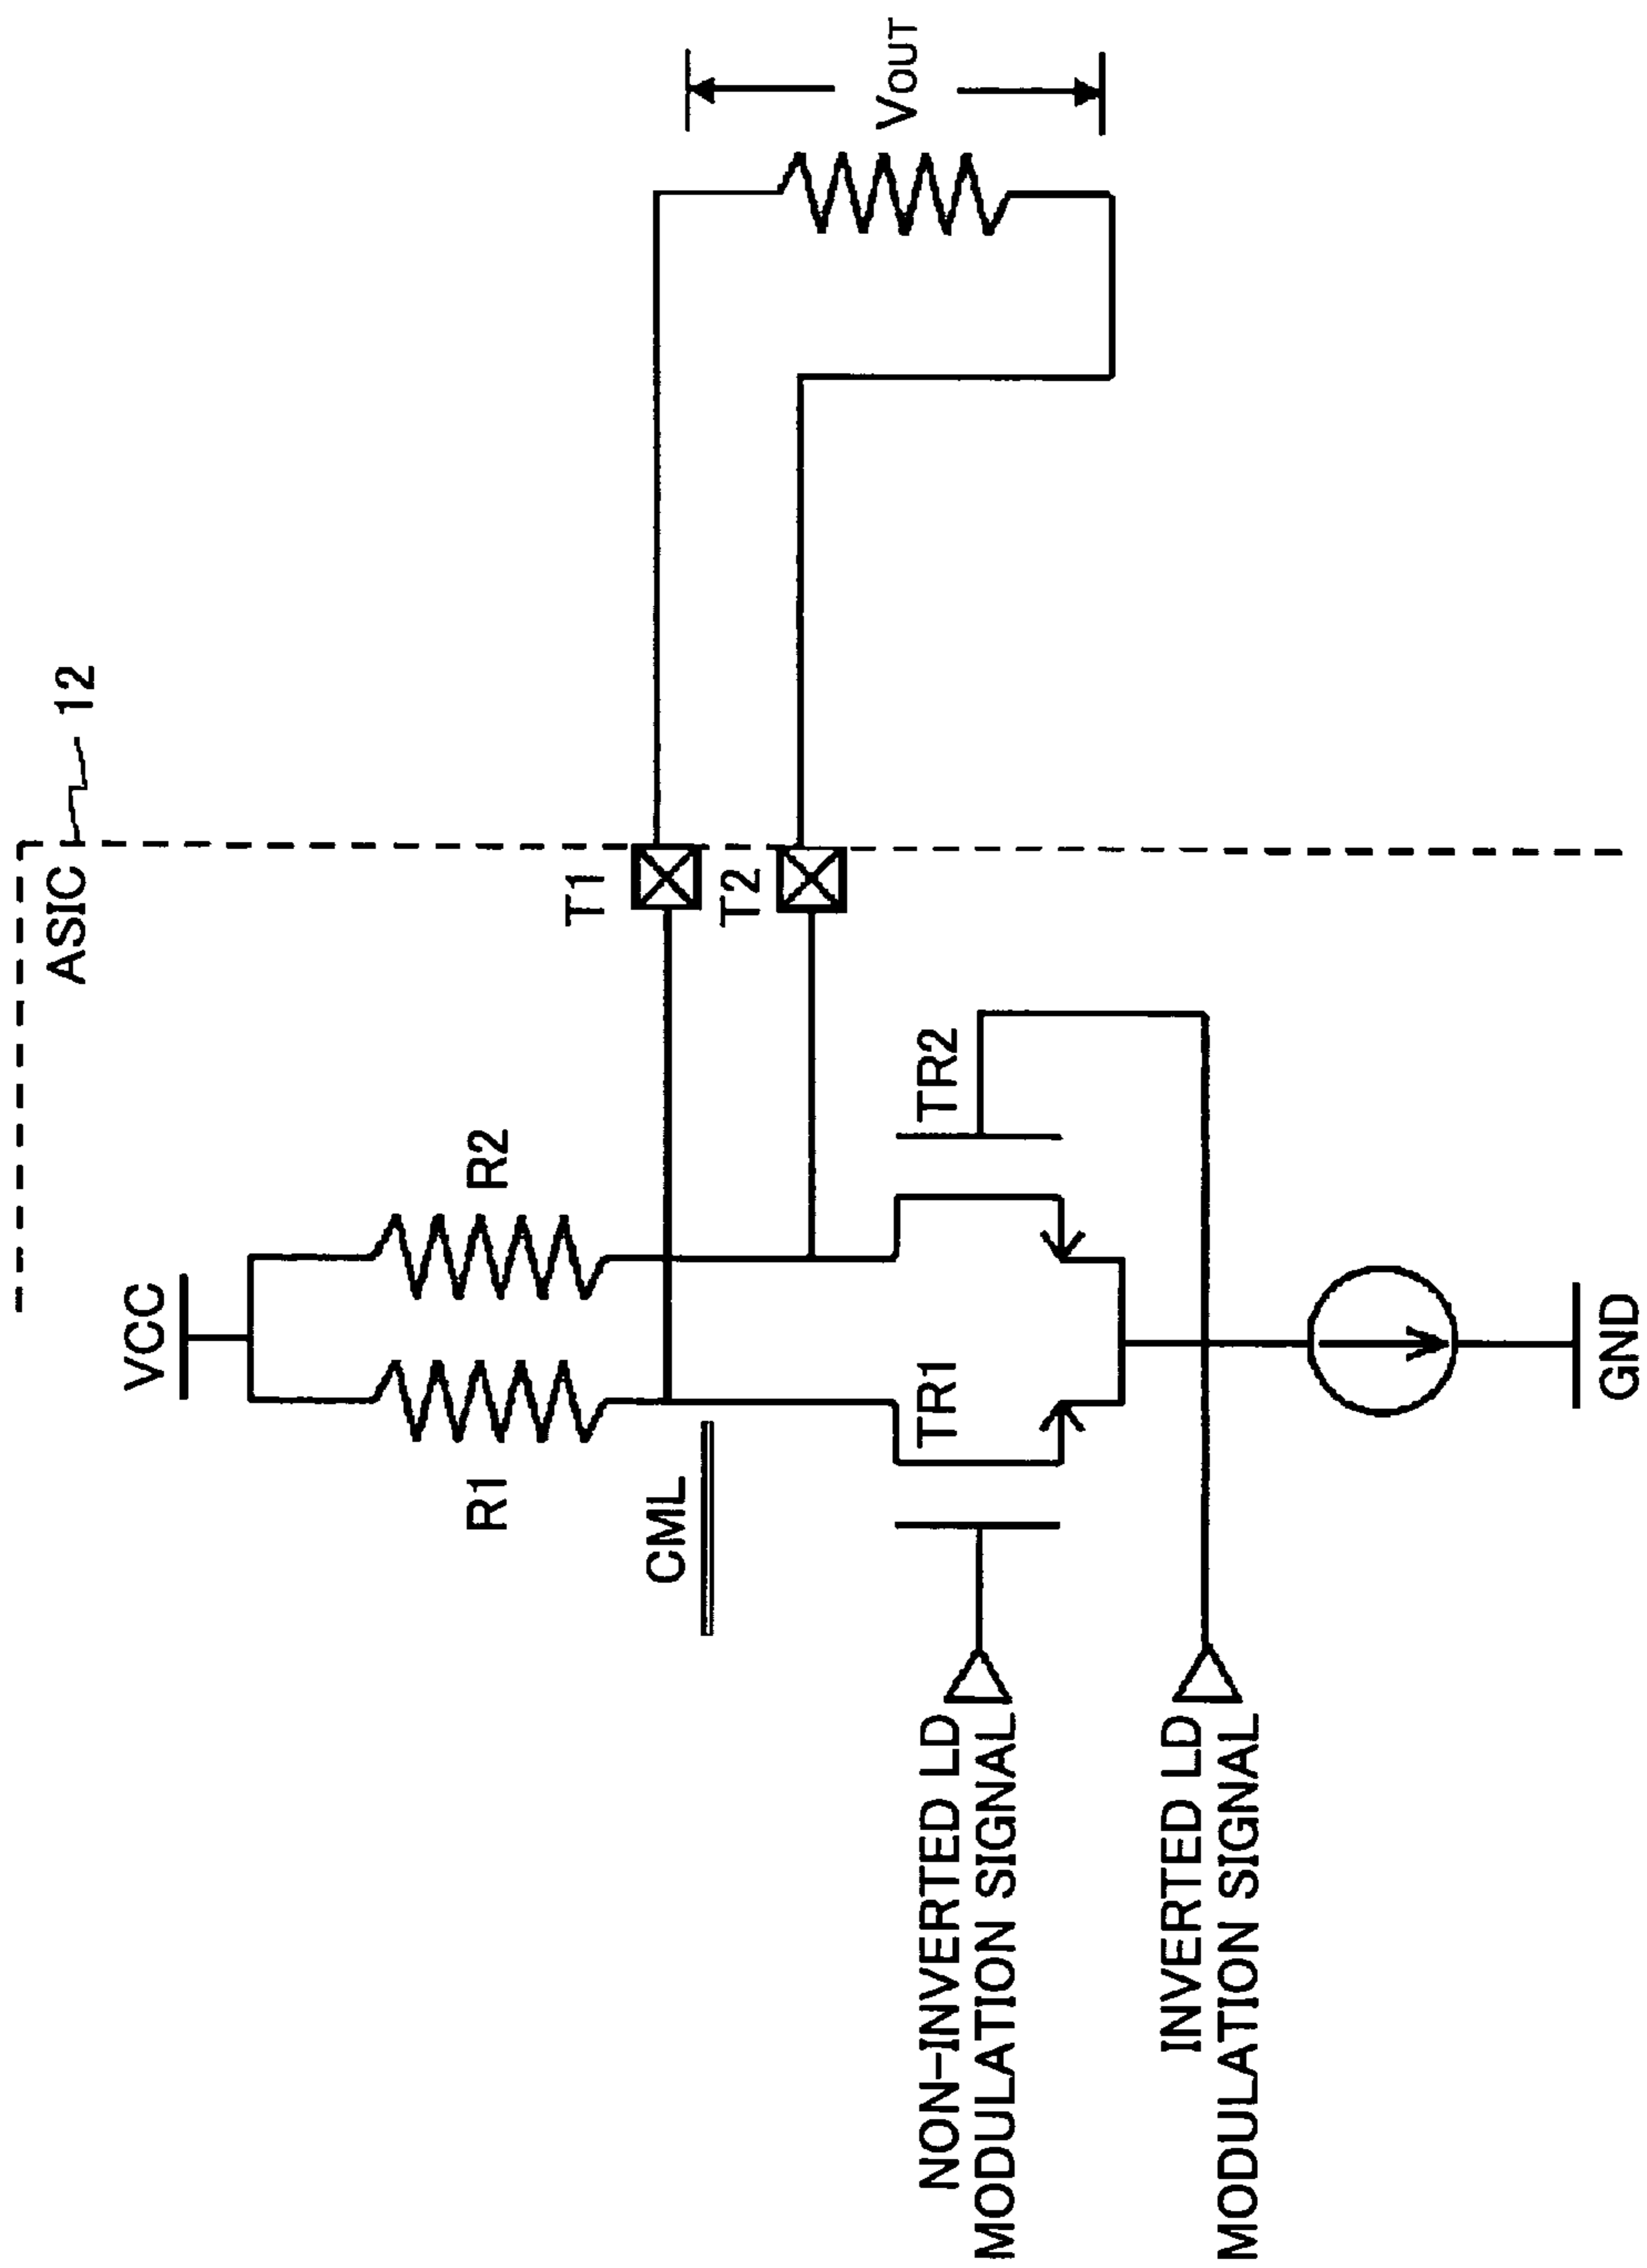 ASIC
12
VCC
R1
R2
CML
T1
T2
VOUT
TR1
TR2
NON-INVERTED LD
MODULATION SIGNAL
INVERTED LD
MODULATION SIGNAL
GND